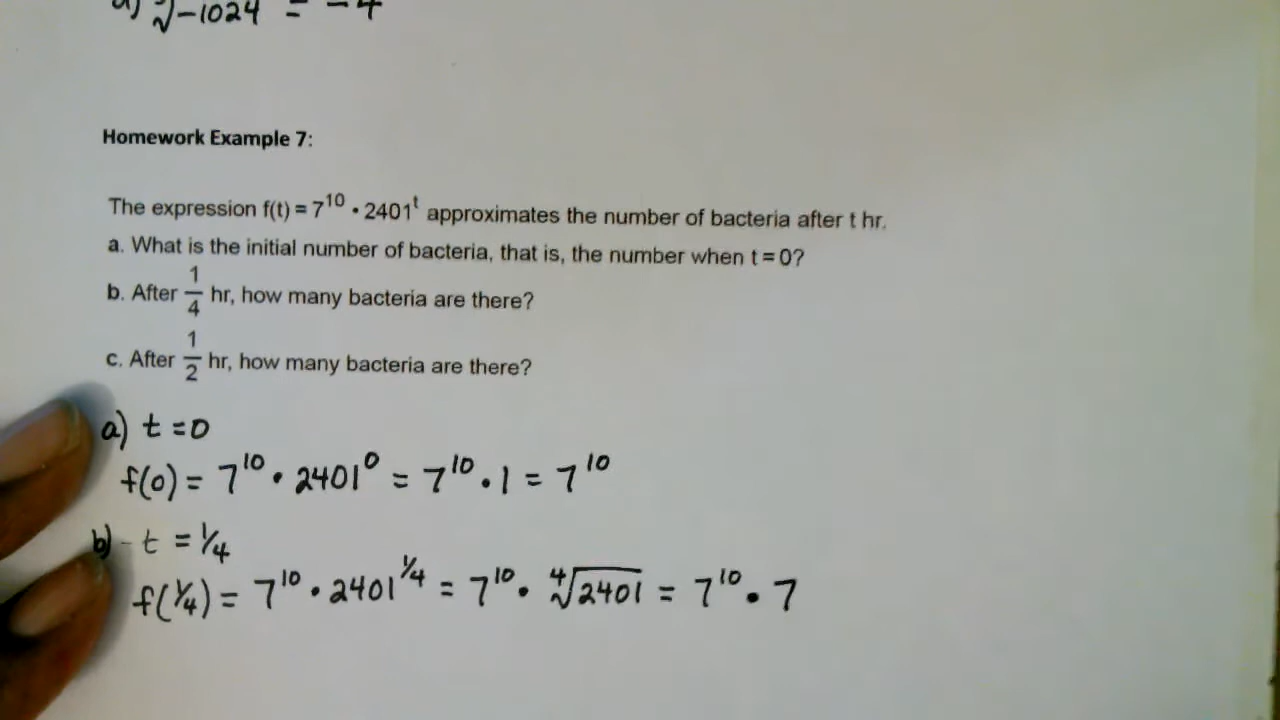 d) ⁵√-1024 = -4
Homework Example 7:
The expression f(t) = 7¹⁰ • 2401ᵗ approximates the number of bacteria after t hr.
a. What is the initial number of bacteria, that is, the number when t = 0?
b. After 1/4 hr, how many bacteria are there?
c. After 1/2 hr, how many bacteria are there?
a) t = 0
f(0) = 7¹⁰ • 2401⁰ = 7¹⁰ • 1 = 7¹⁰
b) t = 1/4
f(1/4) = 7¹⁰ • 2401^1/4 = 7¹⁰ • ⁴√2401 = 7¹⁰ • 7